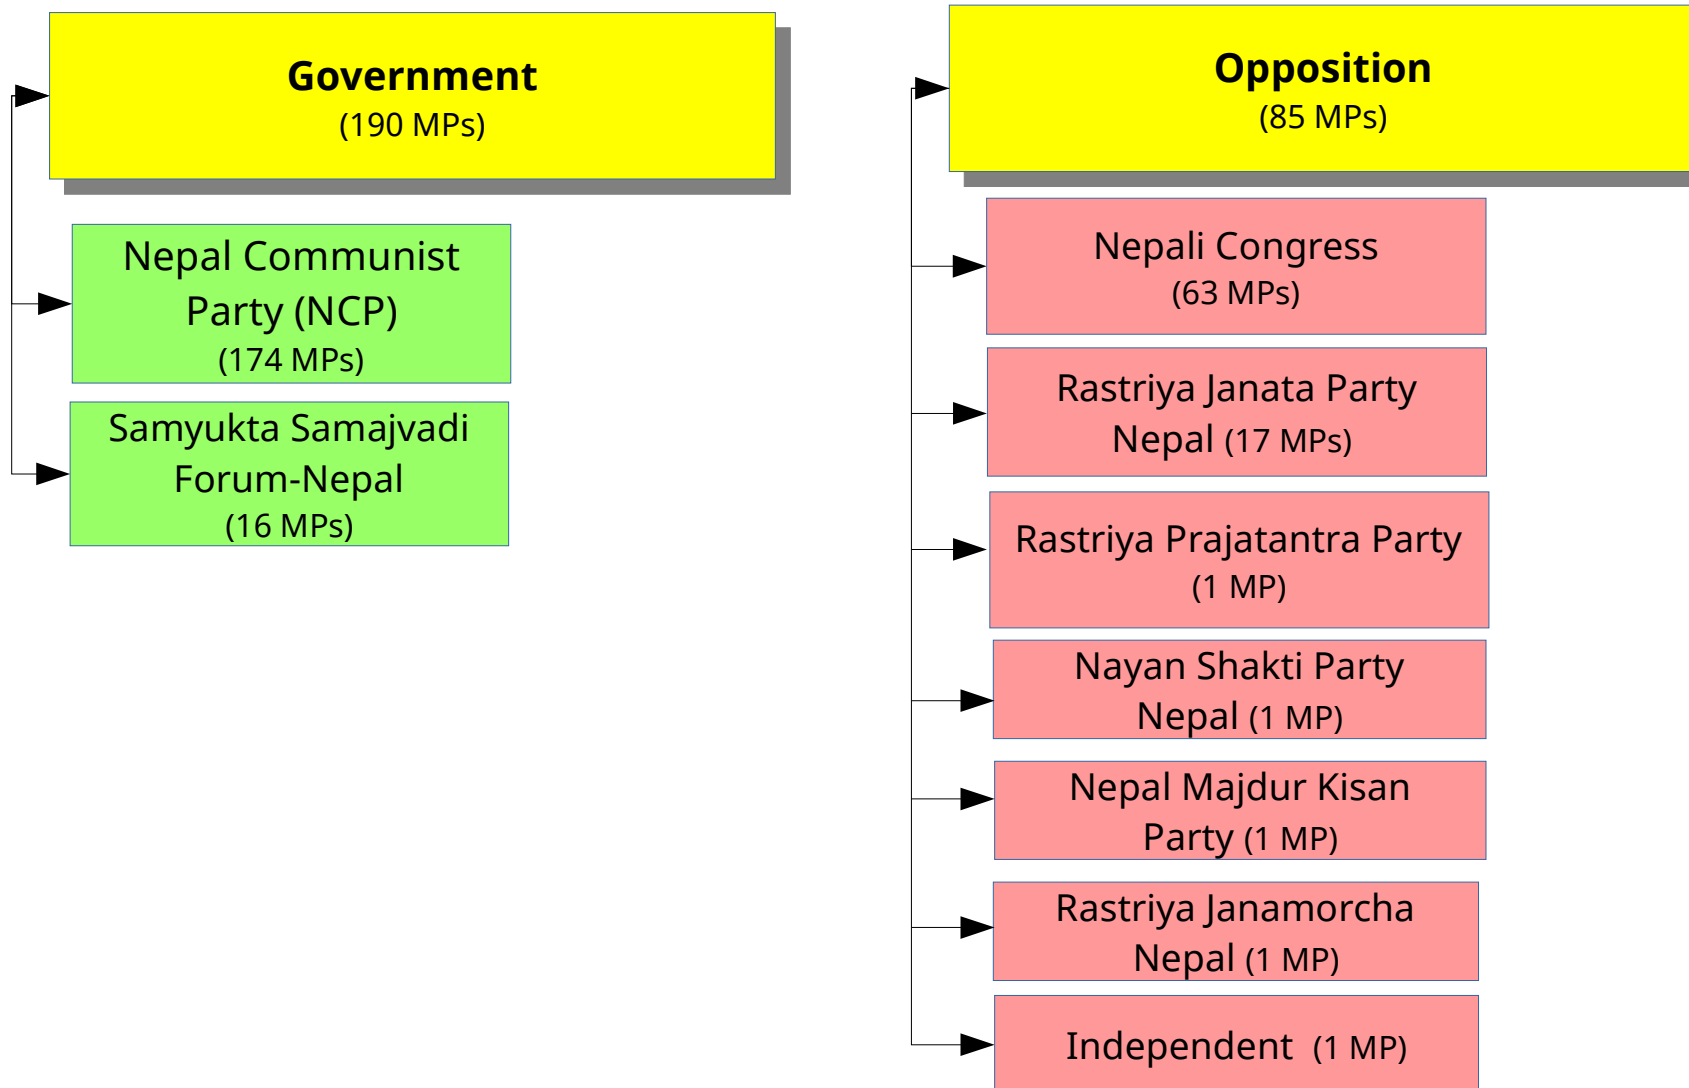 Government
(190 MPs)
Nepal Communist
Party (NCP)
(174 MPs)
Samyukta Samajvadi
Forum-Nepal
(16 MPs)
Opposition
(85 MPs)
Nepali Congress
(63 MPs)
Rastriya Janata Party
Nepal (17 MPs)
Rastriya Prajatantra Party
(1 MP)
Nayan Shakti Party
Nepal (1 MP)
Nepal Majdur Kisan
Party (1 MP)
Rastriya Janamorcha
Nepal (1 MP)
Independent (1 MP)